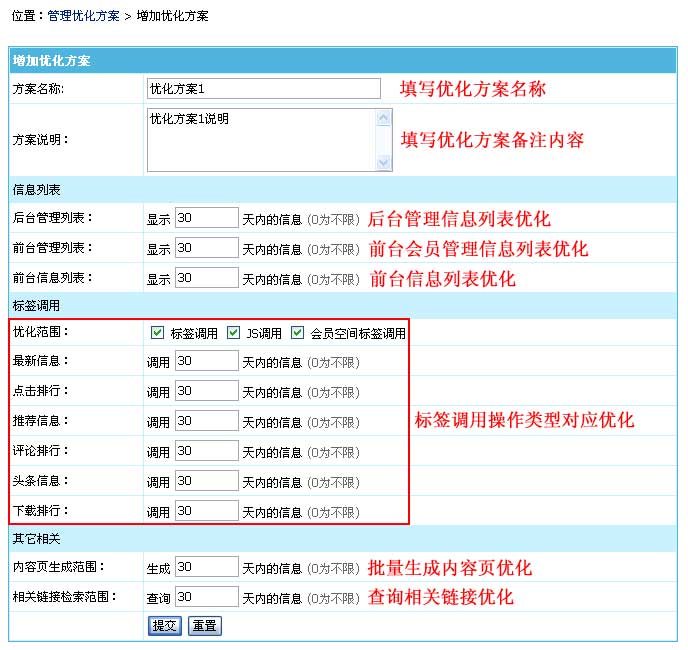 位置：管理优化方案 > 增加优化方案
增加优化方案
方案名称: 优化方案1 填写优化方案名称
方案说明： 优化方案1说明 填写优化方案备注内容
信息列表
后台管理列表： 显示 30 天内的信息 (0为不限) 后台管理信息列表优化
前台管理列表： 显示 30 天内的信息 (0为不限) 前台会员管理信息列表优化
前台信息列表： 显示 30 天内的信息 (0为不限) 前台信息列表优化
标签调用
优化范围： 标签调用 JS调用 会员空间标签调用
最新信息： 调用 30 天内的信息 (0为不限)
点击排行： 调用 30 天内的信息 (0为不限)
推荐信息： 调用 30 天内的信息 (0为不限) 标签调用操作类型对应优化
评论排行： 调用 30 天内的信息 (0为不限)
头条信息： 调用 30 天内的信息 (0为不限)
下载排行： 调用 30 天内的信息 (0为不限)
其它相关
内容页生成范围： 生成 30 天内的信息 (0为不限) 批量生成内容页优化
相关链接检索范围： 查询 30 天内的信息 (0为不限) 查询相关链接优化
提交 重置